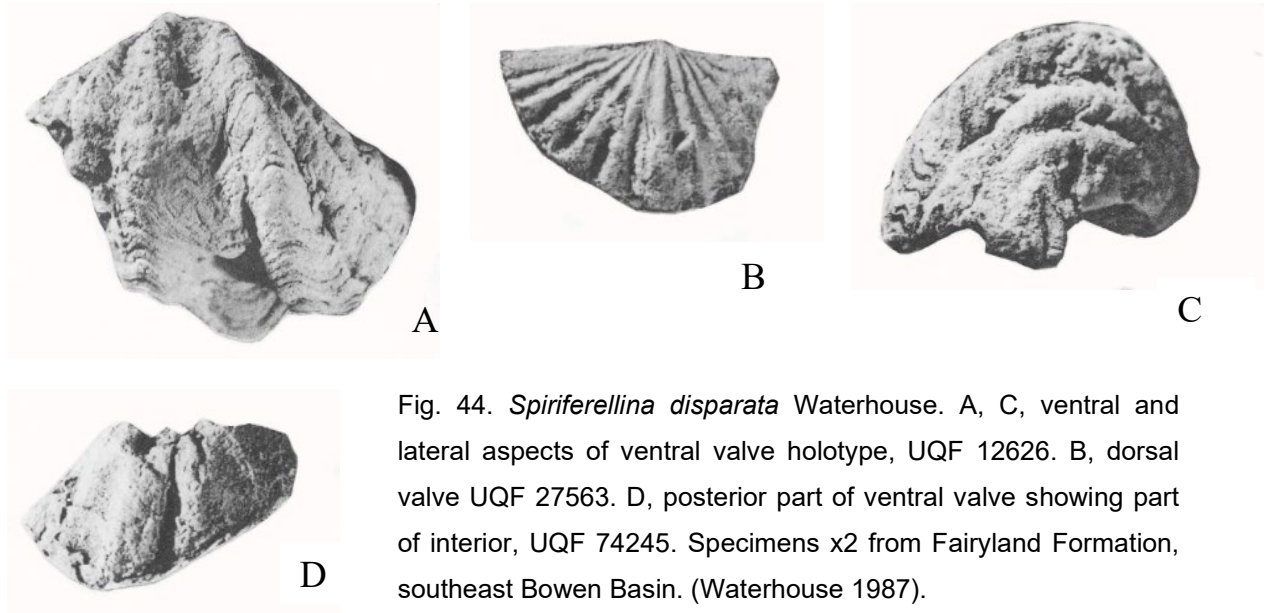 A
B
C
D
Fig. 44. Spiriferellina disparata Waterhouse. A, C, ventral and
lateral aspects of ventral valve holotype, UQF 12626. B, dorsal
valve UQF 27563. D, posterior part of ventral valve showing part
of interior, UQF 74245. Specimens x2 from Fairyland Formation,
southeast Bowen Basin. (Waterhouse 1987).